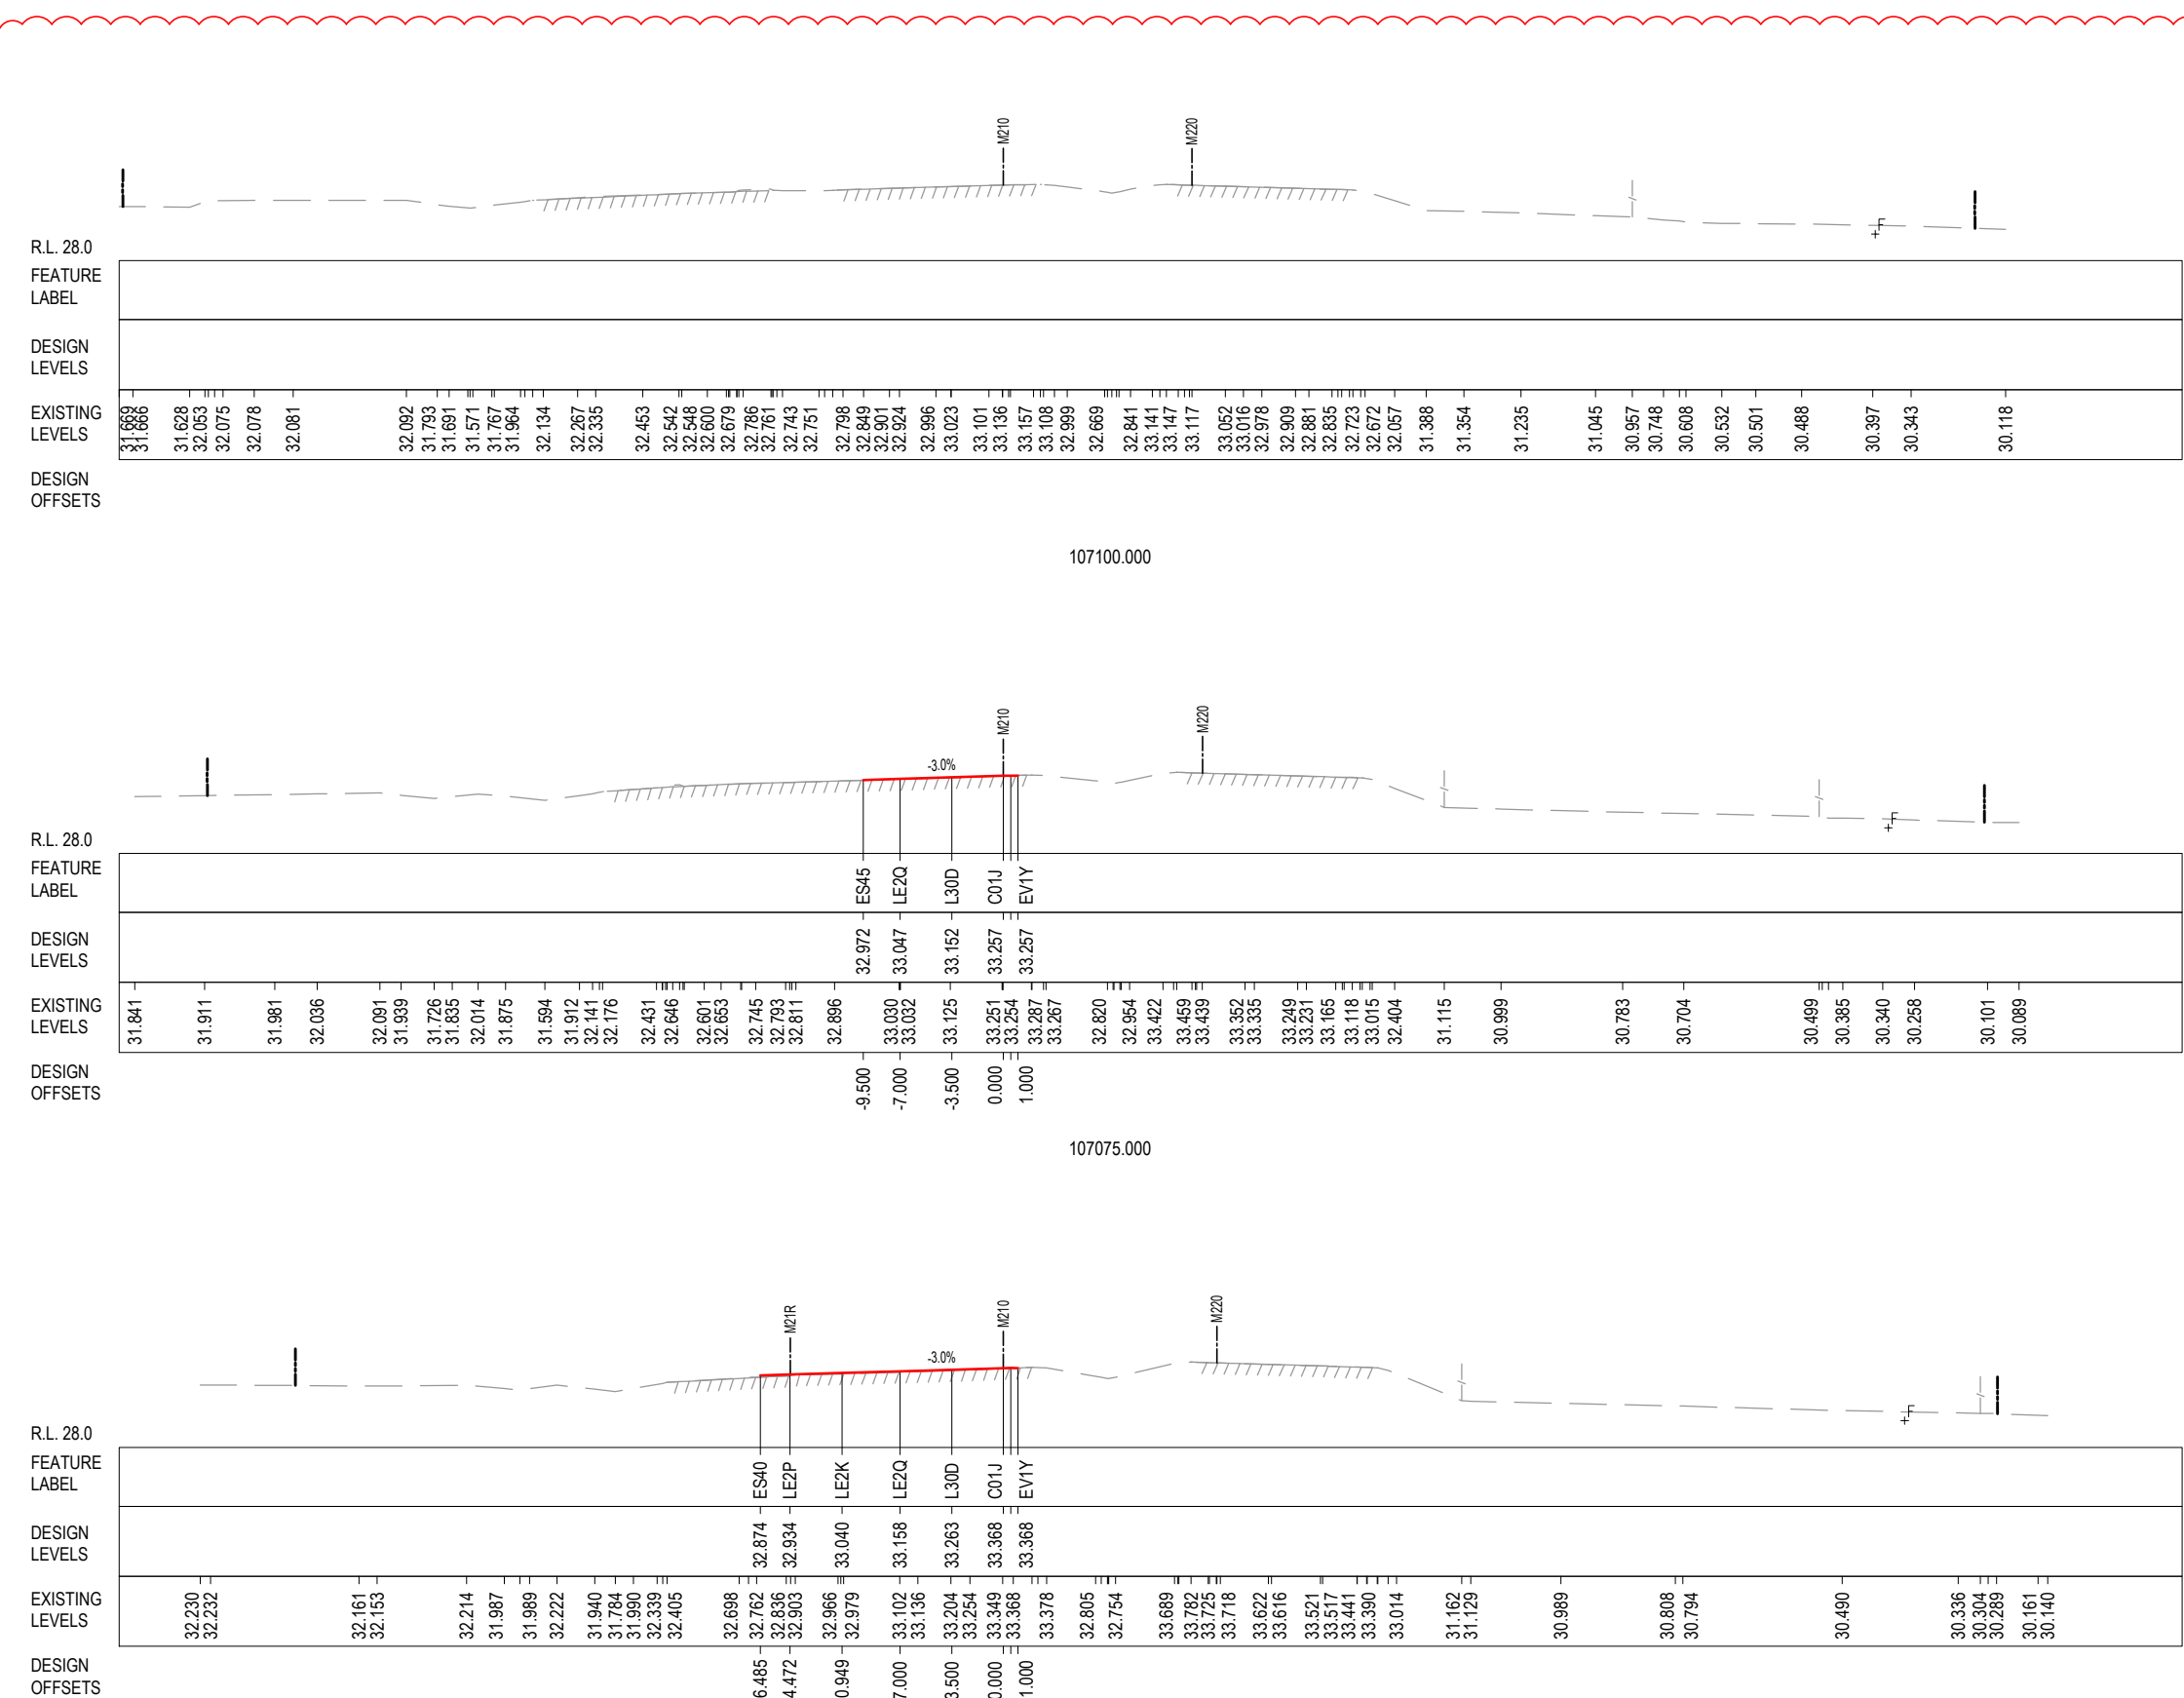 M210 M220
R.L. 28.0
FEATURE
LABEL
DESIGN
LEVELS
EXISTING
LEVELS
31.669 31.666 31.628 32.053 32.075 32.078 32.081 32.092 31.793 31.691 31.571 31.767 31.964 32.134 32.267 32.335 32.453 32.542 32.548 32.600 32.679 32.786 32.761 32.743 32.751 32.798 32.849 32.901 32.924 32.996 33.023 33.101 33.136 33.157 33.108 32.999 32.669 32.841 33.141 33.147 33.117 33.052 33.016 32.978 32.909 32.881 32.835 32.723 32.672 32.057 31.388 31.354 31.235 31.045 30.957 30.748 30.608 30.532 30.501 30.488 30.397 30.343 30.118
DESIGN
OFFSETS
107100.000
M210 M220
-3.0%
R.L. 28.0
FEATURE
LABEL
ES45 LE2Q L30D C01J EV1Y
DESIGN
LEVELS
32.972 33.047 33.152 33.257 33.257
EXISTING
LEVELS
31.841 31.911 31.981 32.036 32.091 31.939 31.726 31.835 32.014 31.875 31.594 31.912 32.141 32.176 32.431 32.646 32.601 32.653 32.745 32.793 32.811 32.896 33.030 33.032 33.125 33.251 33.254 33.287 33.267 32.820 32.954 33.422 33.459 33.439 33.352 33.335 33.249 33.231 33.165 33.118 33.015 32.404 31.115 30.999 30.783 30.704 30.499 30.385 30.340 30.258 30.101 30.089
DESIGN
OFFSETS
-9.500 -7.000 -3.500 0.000 1.000
107075.000
M21R M210 M220
-3.0%
R.L. 28.0
FEATURE
LABEL
ES40 LE2P LE2K LE2Q L30D C01J EV1Y
DESIGN
LEVELS
32.874 32.934 33.040 33.158 33.263 33.368 33.368
EXISTING
LEVELS
32.230 32.232 32.161 32.153 32.214 31.987 31.989 32.222 31.940 31.784 31.990 32.339 32.405 32.698 32.762 32.836 32.903 32.966 32.979 33.102 33.136 33.204 33.254 33.349 33.368 33.378 32.805 32.754 33.689 33.782 33.725 33.718 33.622 33.616 33.521 33.517 33.441 33.390 33.014 31.162 31.129 30.989 30.808 30.794 30.490 30.336 30.304 30.289 30.161 30.140
DESIGN
OFFSETS
6.485 4.472 0.949 7.000 3.500 0.000 1.000